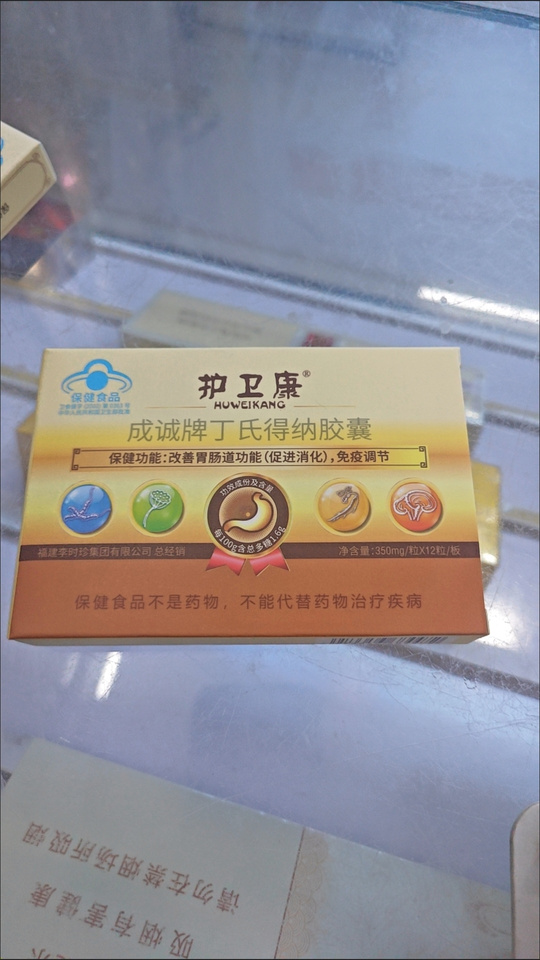 保健食品
护卫康®
HUWEIKANG
成诚牌丁氏得纳胶囊
保健功能:改善胃肠道功能(促进消化),免疫调节
功效成份及含量
每100g含总多糖1.6g
福建李时珍集团有限公司 总经销
净含量:350mg/粒X12粒/板
保健食品不是药物,不能代替药物治疗疾病
请勿在禁烟场所吸烟
吸烟有害健康